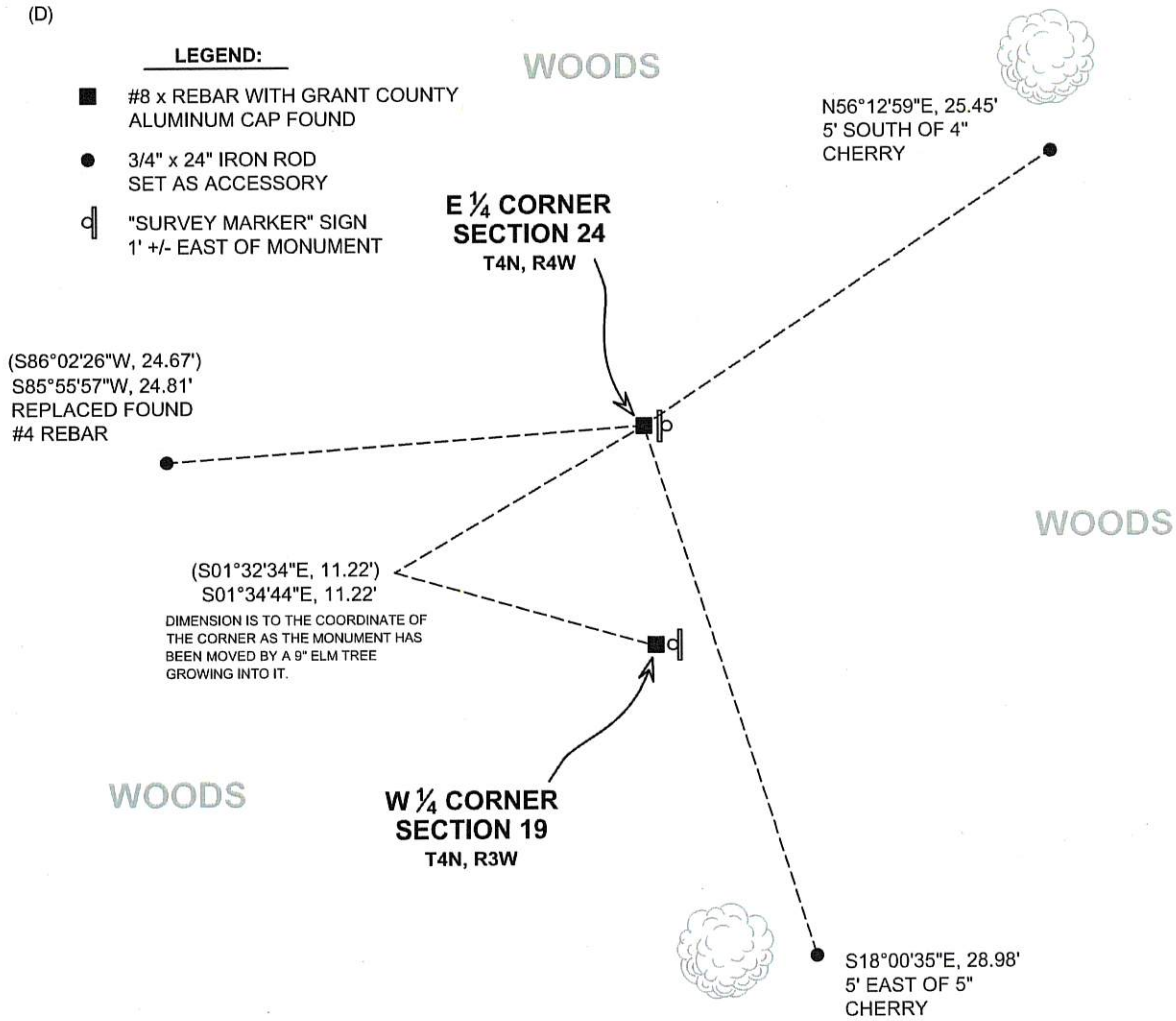 (D)
LEGEND:
#8 x REBAR WITH GRANT COUNTY
ALUMINUM CAP FOUND
3/4" x 24" IRON ROD
SET AS ACCESSORY
"SURVEY MARKER" SIGN
1' +/- EAST OF MONUMENT
WOODS
N56°12'59"E, 25.45'
5' SOUTH OF 4"
CHERRY
E ¼ CORNER
SECTION 24
T4N, R4W
(S86°02'26"W, 24.67')
S85°55'57"W, 24.81'
REPLACED FOUND
#4 REBAR
WOODS
(S01°32'34"E, 11.22')
S01°34'44"E, 11.22'
DIMENSION IS TO THE COORDINATE OF
THE CORNER AS THE MONUMENT HAS
BEEN MOVED BY A 9" ELM TREE
GROWING INTO IT.
WOODS
W ¼ CORNER
SECTION 19
T4N, R3W
S18°00'35"E, 28.98'
5' EAST OF 5"
CHERRY